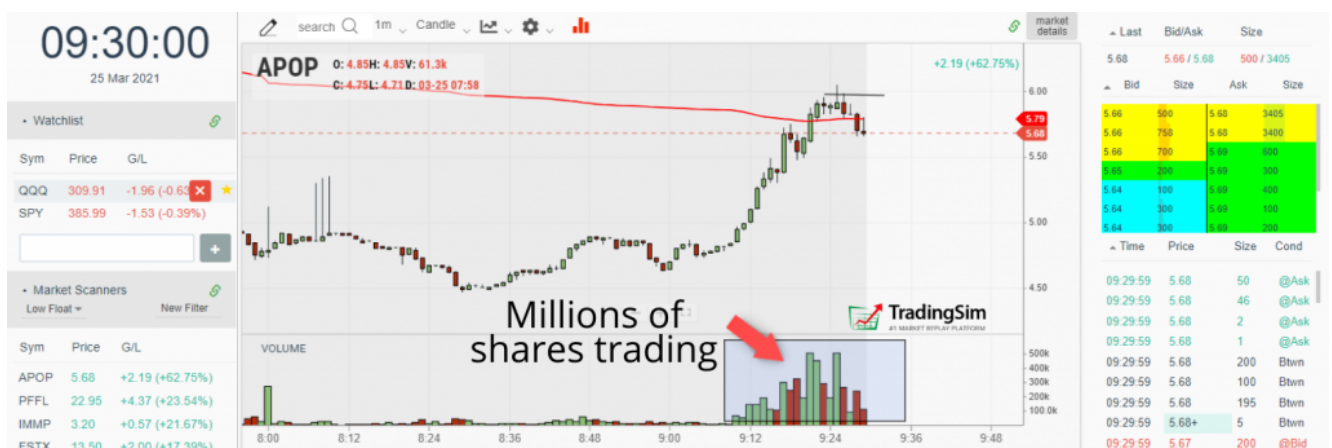 09:30:00
25 Mar 2021
Watchlist
Sym Price G/L
QQQ 309.91 -1.96 (-0.63
SPY 385.99 -1.53 (-0.39%)
+
Market Scanners
Low Float New Filter
Sym Price G/L
APOP 5.68 +2.19 (+62.75%)
PFFL 22.95 +4.37 (+23.54%)
IMMP 3.20 +0.57 (+21.67%)
ESTX 13.50 +2.00 (+17.39%)
search 1m Candle
market
details
APOP O: 4.85H: 4.85V: 61.3k
C: 4.75L: 4.71D: 03-25 07:58
+2.19 (+62.75%)
6.00
5.79
5.68
5.50
5.00
4.50
Millions of
shares trading
TradingSim
#1 MARKET REPLAY PLATFORM
VOLUME
500k
400k
300k
200k
100.0k
8:00 8:12 8:24 8:36 8:48 9:00 9:12 9:24 9:36 9:48
Last Bid/Ask Size
5.68 5.66 / 5.68 500 / 3405
Bid Size Ask Size
5.66 500 5.68 3405
5.66 758 5.68 3400
5.66 700 5.69 600
5.65 200 5.69 300
5.64 100 5.69 400
5.64 300 5.69 100
5.64 300 5.69 200
Time Price Size Cond
09:29:59 5.68 50 @Ask
09:29:59 5.68 46 @Ask
09:29:59 5.68 2 @Ask
09:29:59 5.68 1 @Ask
09:29:59 5.68 200 Btwn
09:29:59 5.68 100 Btwn
09:29:59 5.68 195 Btwn
09:29:59 5.68+ 5 Btwn
09:29:59 5.67 200 @Bid